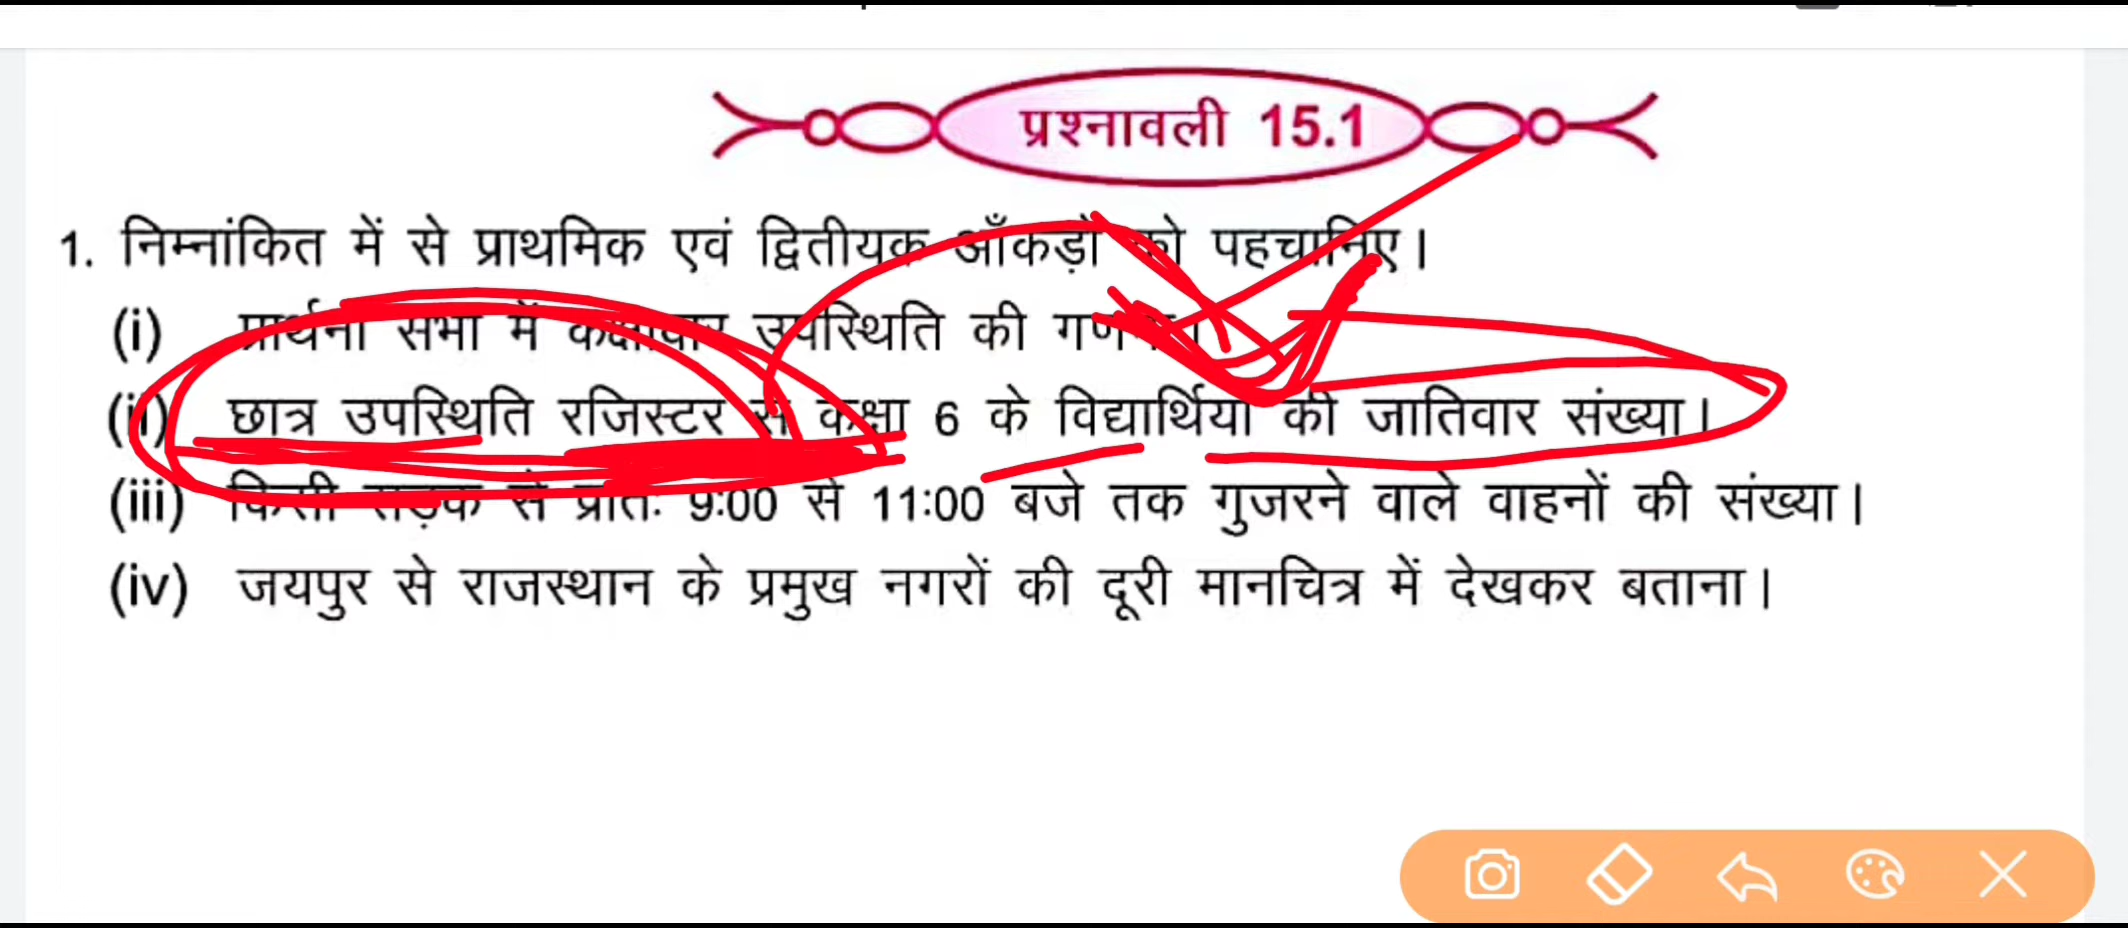 प्रश्नावली 15.1
1. निम्नांकित में से प्राथमिक एवं द्वितीयक आँकड़ों को पहचानिए।
(i) प्रार्थना सभा में कक्षावार उपस्थिति की गणना।
(ii) छात्र उपस्थिति रजिस्टर से कक्षा 6 के विद्यार्थियों की जातिवार संख्या।
(iii) किसी सड़क से प्रातः 9:00 से 11:00 बजे तक गुजरने वाले वाहनों की संख्या।
(iv) जयपुर से राजस्थान के प्रमुख नगरों की दूरी मानचित्र में देखकर बताना।